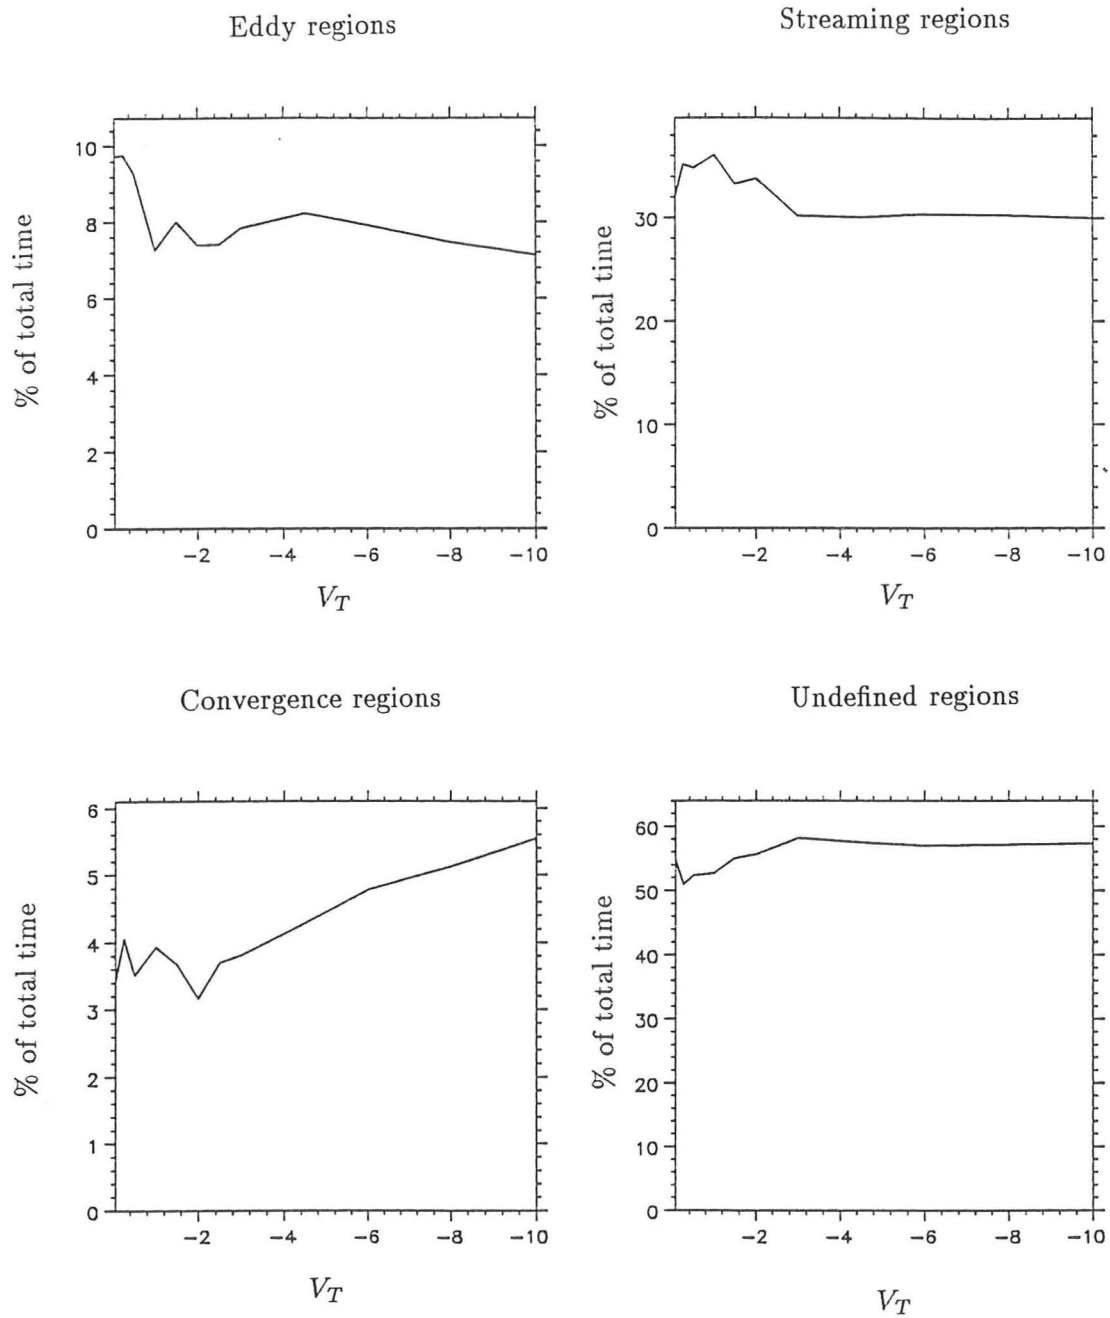 Eddy regions
Streaming regions
% of total time
10
8
6
4
2
0
-2 -4 -6 -8 -10
V_T
% of total time
30
20
10
0
-2 -4 -6 -8 -10
V_T
Convergence regions
Undefined regions
% of total time
6
5
4
3
2
1
0
-2 -4 -6 -8 -10
V_T
% of total time
60
50
40
30
20
10
0
-2 -4 -6 -8 -10
V_T